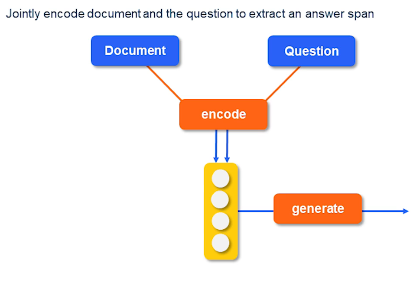 Jointly encode document and the question to extract an answer span
Document
Question
encode
generate